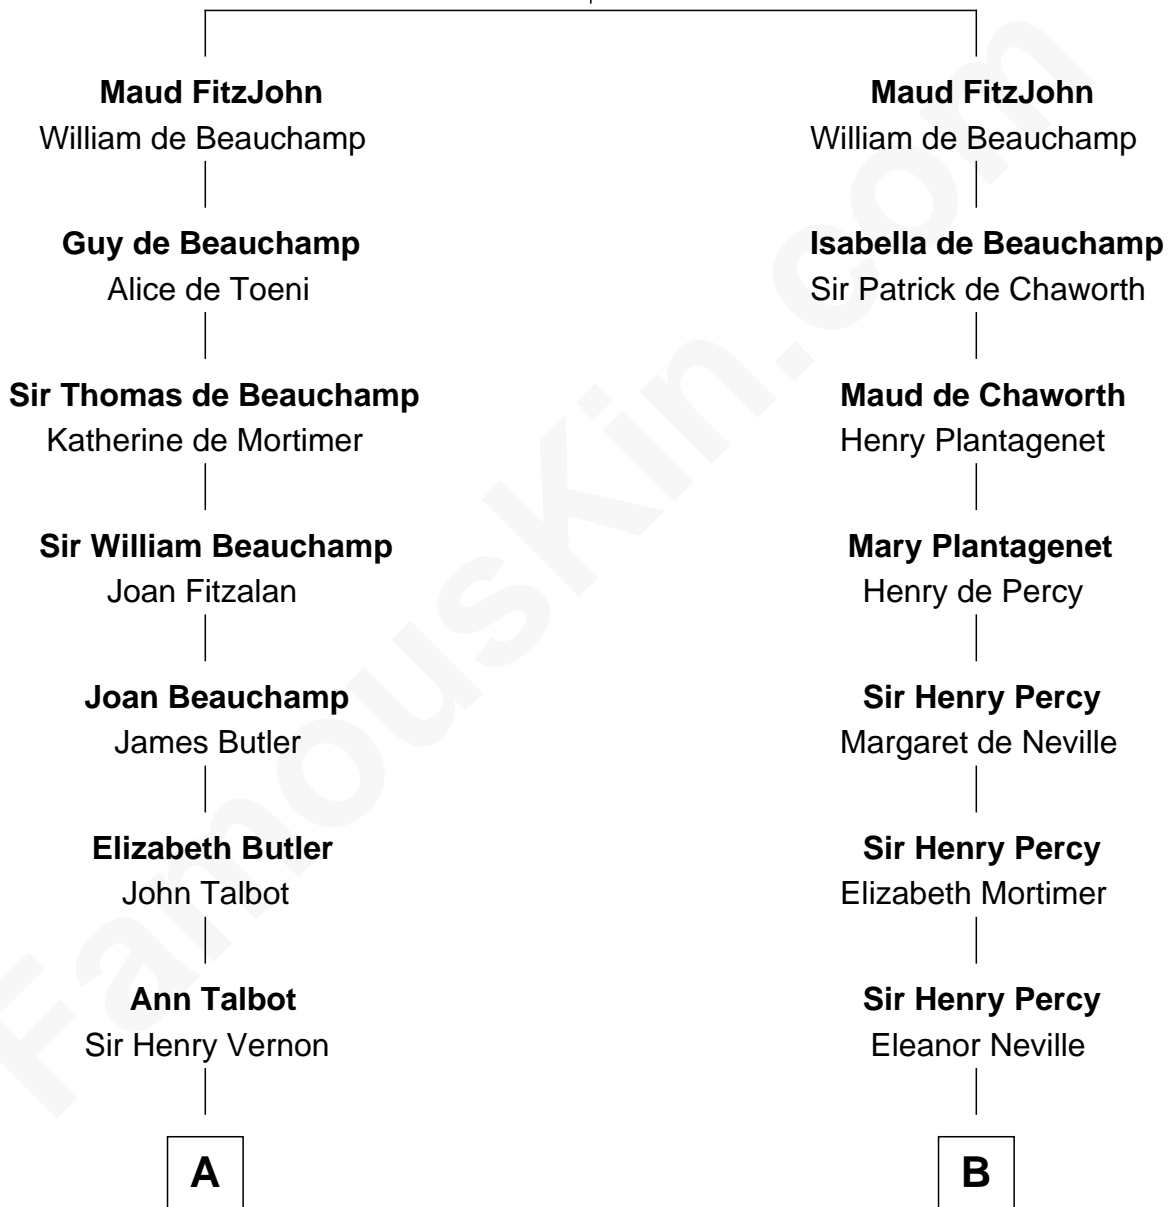 Maud FitzJohn
William de Beauchamp
Guy de Beauchamp
Alice de Toeni
Sir Thomas de Beauchamp
Katherine de Mortimer
Sir William Beauchamp
Joan Fitzalan
Joan Beauchamp
James Butler
Elizabeth Butler
John Talbot
Ann Talbot
Sir Henry Vernon
A
Maud FitzJohn
William de Beauchamp
Isabella de Beauchamp
Sir Patrick de Chaworth
Maud de Chaworth
Henry Plantagenet
Mary Plantagenet
Henry de Percy
Sir Henry Percy
Margaret de Neville
Sir Henry Percy
Elizabeth Mortimer
Sir Henry Percy
Eleanor Neville
B
FamousKin.com